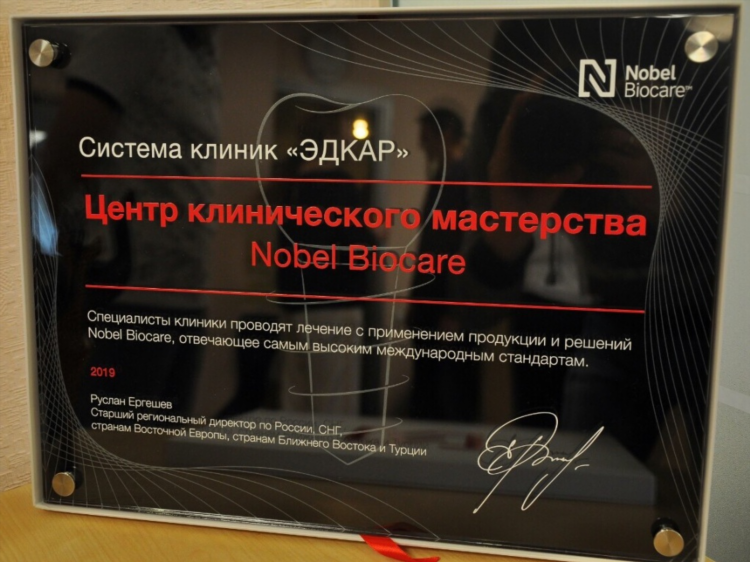 Nobel
Biocare™
Система клиник «ЭДКАР»
Центр клинического мастерства
Nobel Biocare
Специалисты клиники проводят лечение с применением продукции и решений
Nobel Biocare, отвечающее самым высоким международным стандартам.
2019
Руслан Ергешев
Старший региональный директор по России, СНГ,
странам Восточной Европы, странам Ближнего Востока и Турции